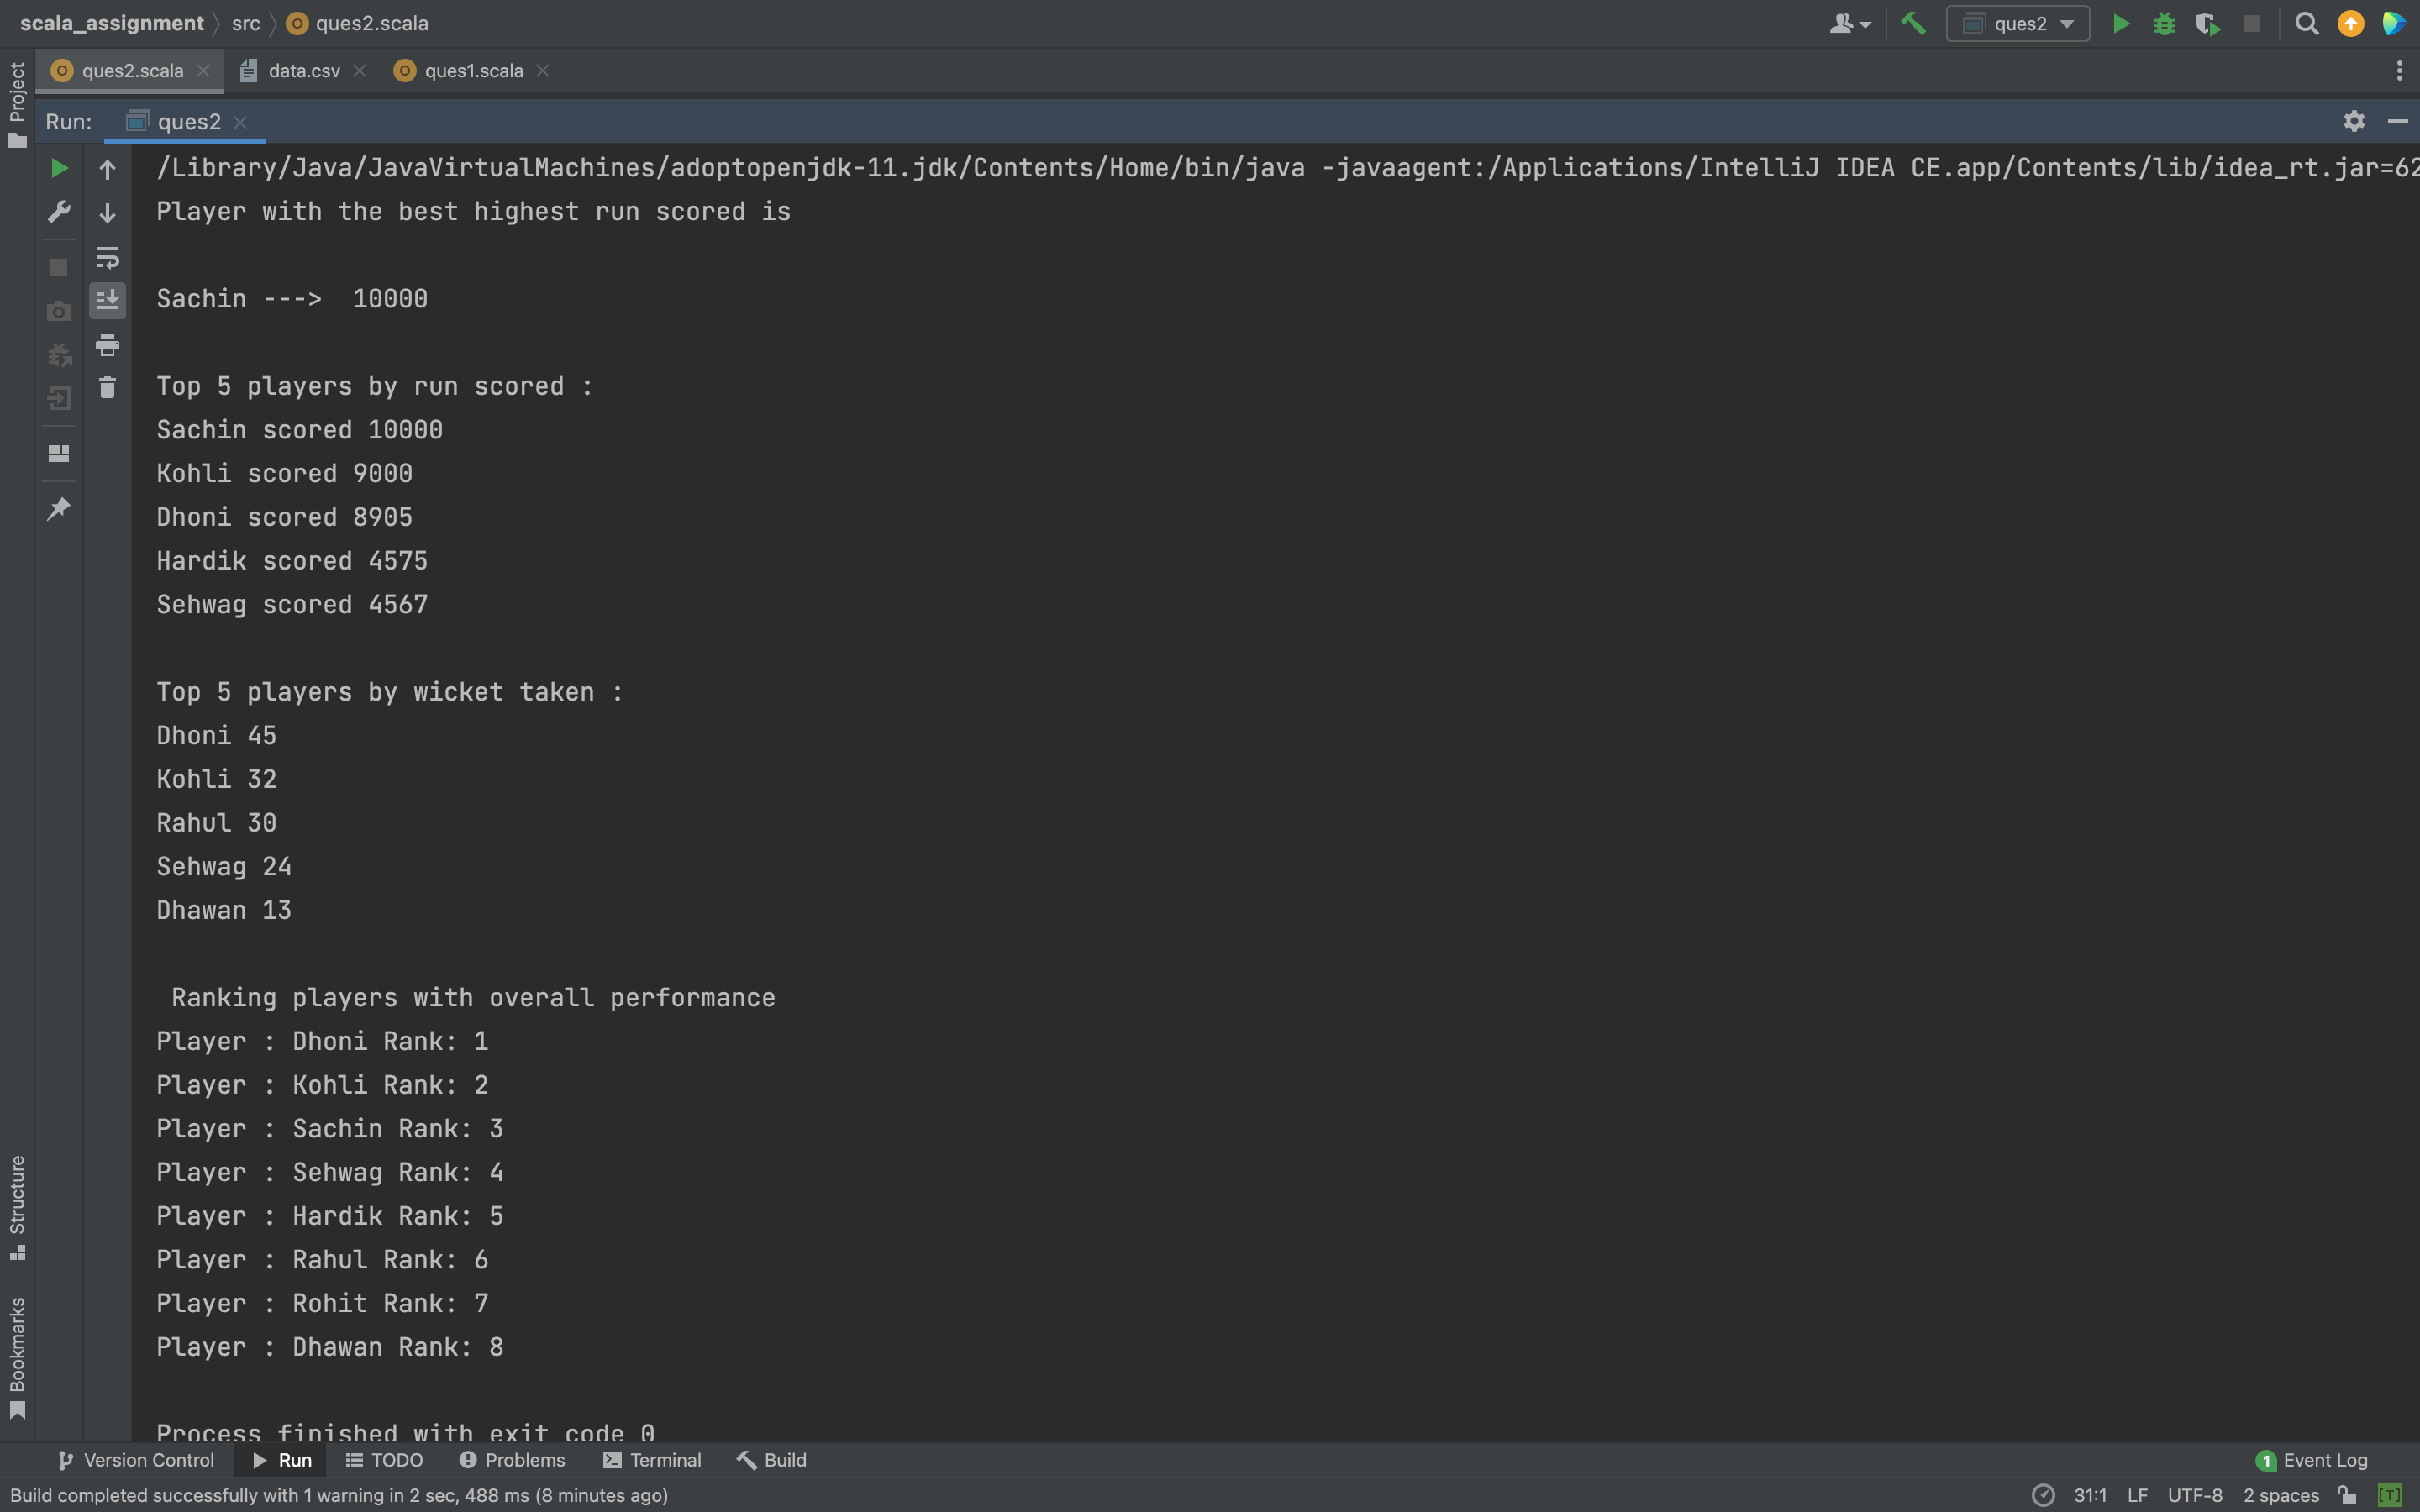 scala_assignment src ques2.scala ques2
ques2.scala data.csv ques1.scala
Project
Run: ques2
/Library/Java/JavaVirtualMachines/adoptopenjdk-11.jdk/Contents/Home/bin/java -javaagent:/Applications/IntelliJ IDEA CE.app/Contents/lib/idea_rt.jar=62
Player with the best highest run scored is
Sachin --->  10000
Top 5 players by run scored :
Sachin scored 10000
Kohli scored 9000
Dhoni scored 8905
Hardik scored 4575
Sehwag scored 4567
Top 5 players by wicket taken :
Dhoni 45
Kohli 32
Rahul 30
Sehwag 24
Dhawan 13
Ranking players with overall performance
Player : Dhoni Rank: 1
Player : Kohli Rank: 2
Player : Sachin Rank: 3
Player : Sehwag Rank: 4
Player : Hardik Rank: 5
Player : Rahul Rank: 6
Player : Rohit Rank: 7
Player : Dhawan Rank: 8
Process finished with exit code 0
Structure
Bookmarks
Version Control Run TODO Problems Terminal Build 1 Event Log
Build completed successfully with 1 warning in 2 sec, 488 ms (8 minutes ago) 31:1 LF UTF-8 2 spaces [T]